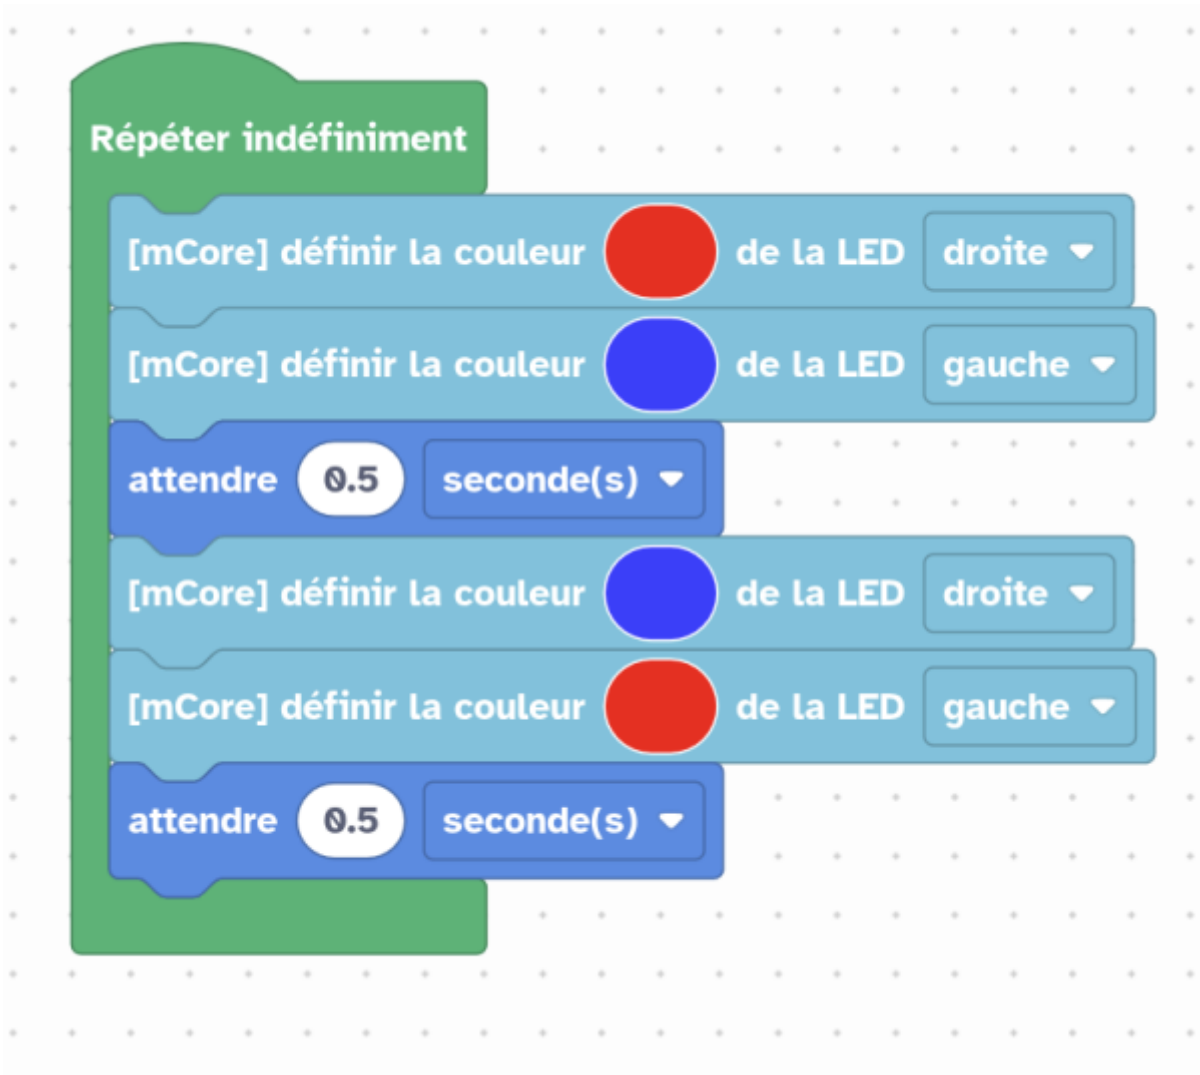 Répéter indéfiniment
[mCore] définir la couleur de la LED droite
[mCore] définir la couleur de la LED gauche
attendre 0.5 seconde(s)
[mCore] définir la couleur de la LED droite
[mCore] définir la couleur de la LED gauche
attendre 0.5 seconde(s)